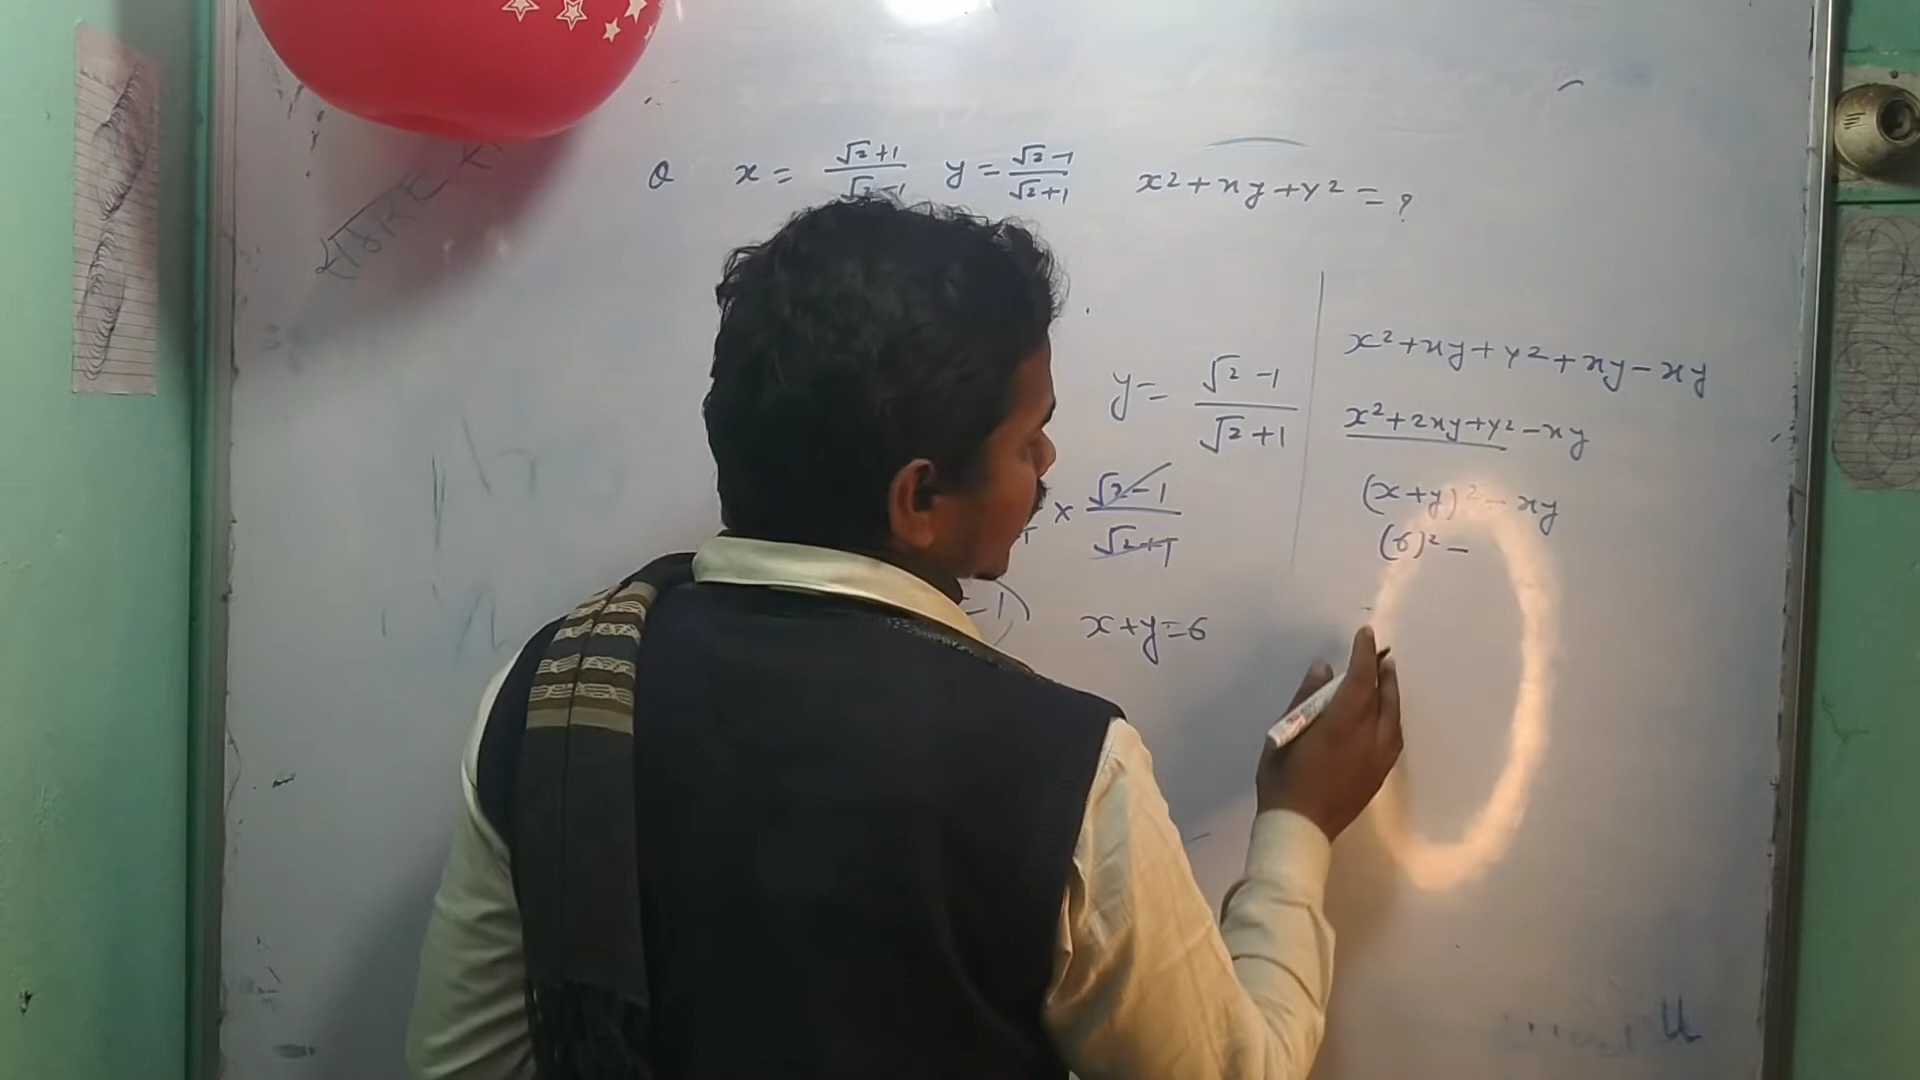 Q x = √2+1/√2-1 y = √2-1/√2+1 x²+xy+y² = ?
y = √2-1/√2+1
× √2-1/√2+1
= 1
x+y=6
x²+xy+y²+xy-xy
x²+2xy+y²-xy
(x+y)²-xy
(6)²-